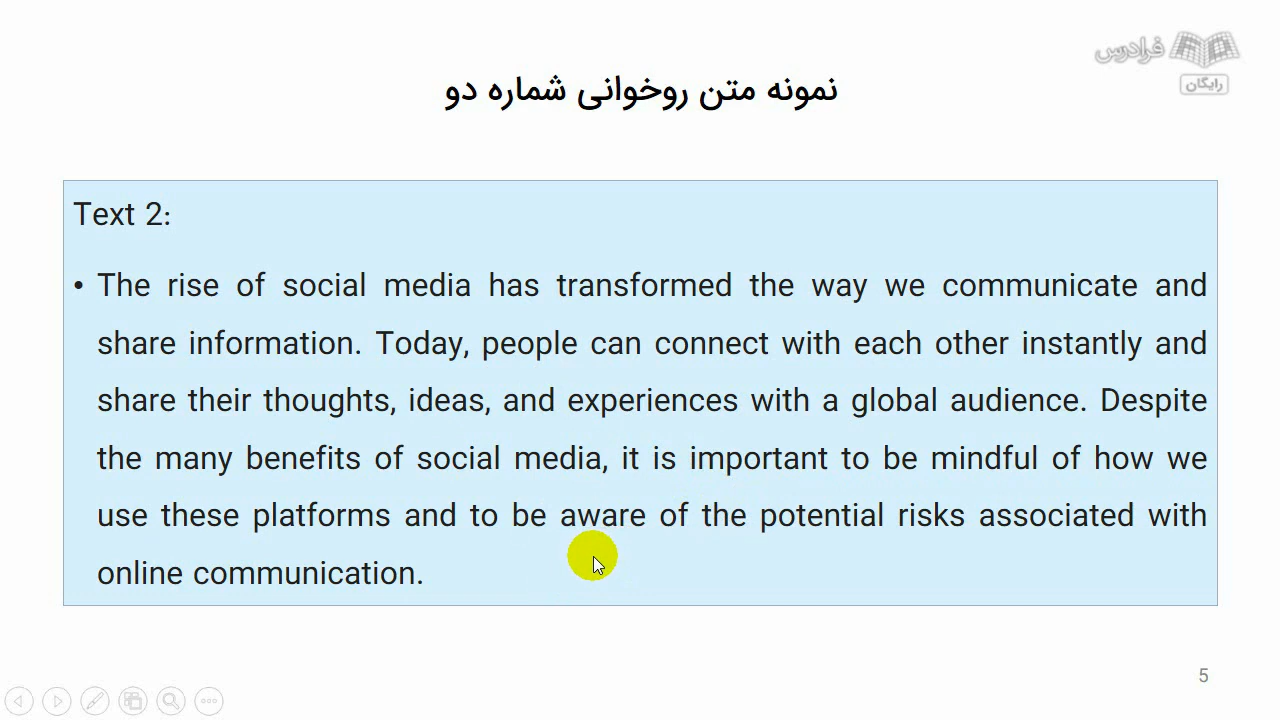 فرادرس
رایگان
نمونه متن روخوانی شماره دو
Text 2:
• The rise of social media has transformed the way we communicate and
share information. Today, people can connect with each other instantly and
share their thoughts, ideas, and experiences with a global audience. Despite
the many benefits of social media, it is important to be mindful of how we
use these platforms and to be aware of the potential risks associated with
online communication.
5